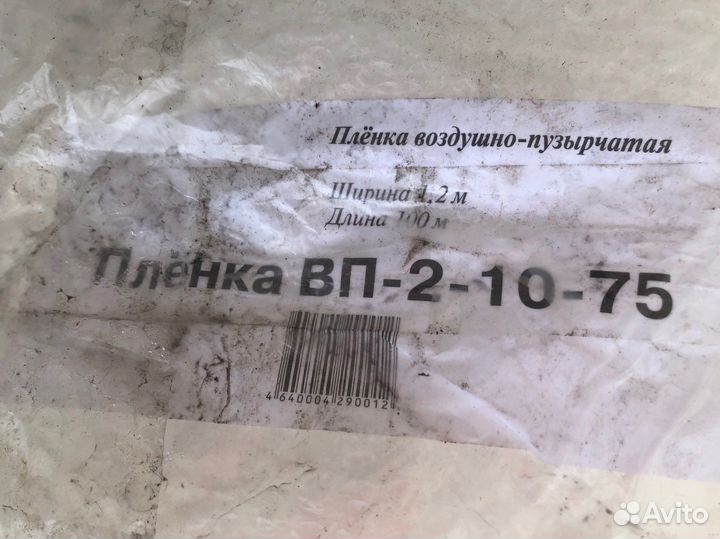 Плёнка воздушно-пузырчатая
Ширина 1,2 м
Длина 100 м
Плёнка ВП-2-10-75
4640004290012
Avito